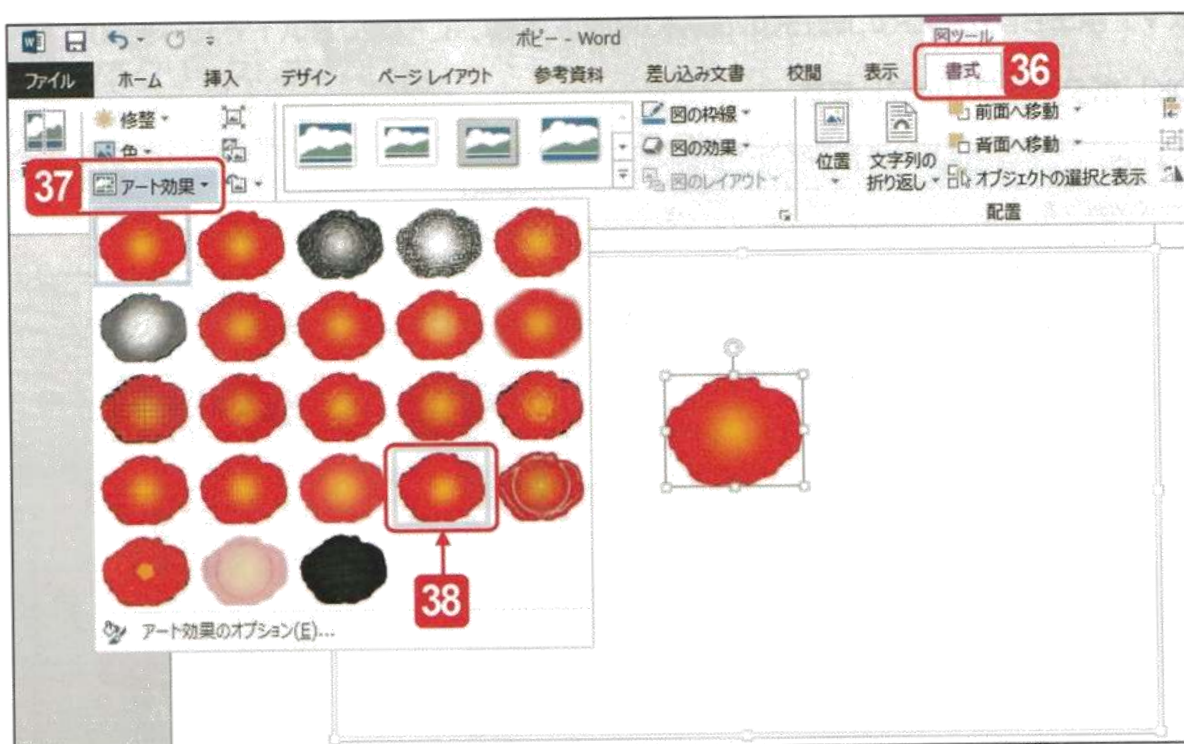 ポピー - Word
図ツール
ファイル ホーム 挿入 デザイン ページ レイアウト 参考資料 差し込み文書 校閲 表示 書式 36
修整
色
37 アート効果
図の枠線
図の効果
図のレイアウト
位置
文字列の
折り返し
前面へ移動
背面へ移動
オブジェクトの選択と表示
配置
38
アート効果のオプション(E)...